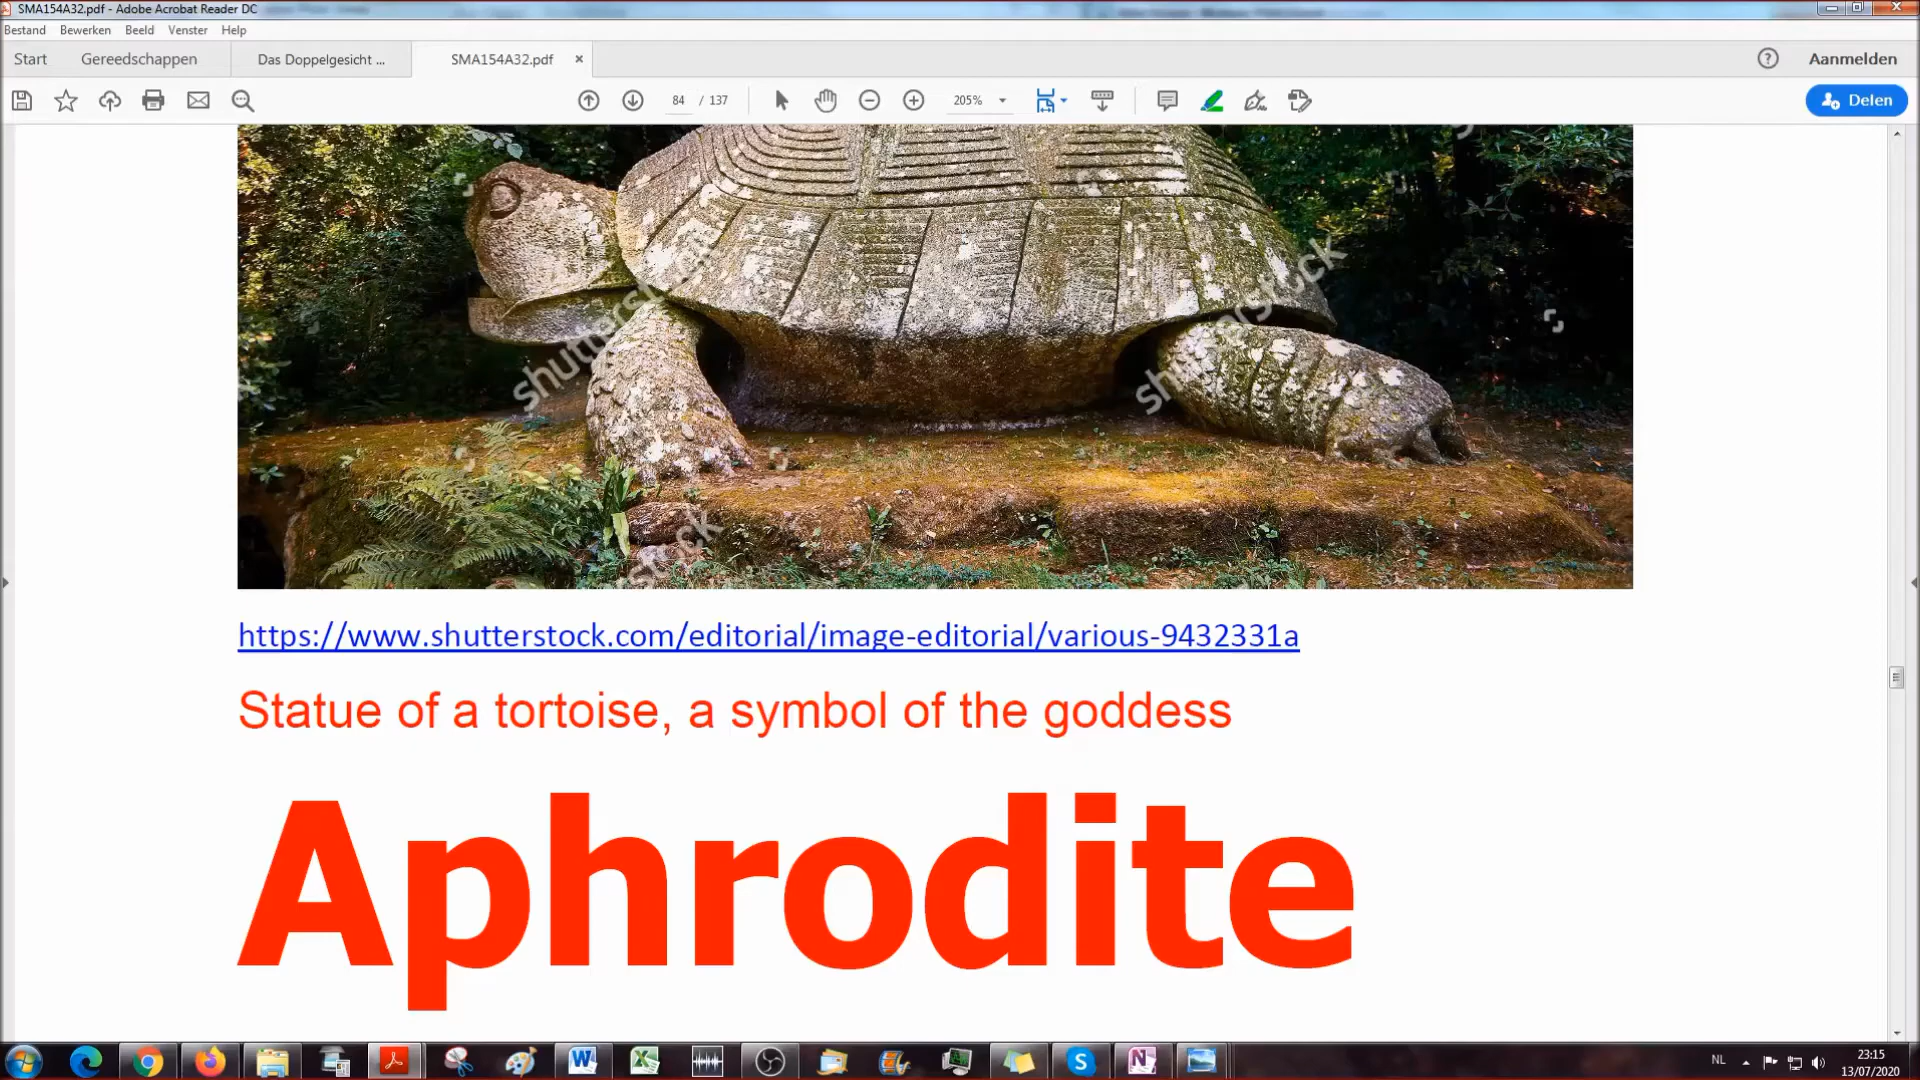 SMA154A32.pdf - Adobe Acrobat Reader DC
Bestand Bewerken Beeld Venster Help
Start Gereedschappen Das Doppelgesicht ... SMA154A32.pdf × Aanmelden
84 / 137 205% Delen
shutterstock
shutterstock
https://www.shutterstock.com/editorial/image-editorial/various-9432331a
Statue of a tortoise, a symbol of the goddess
Aphrodite
NL 23:15
13/07/2020